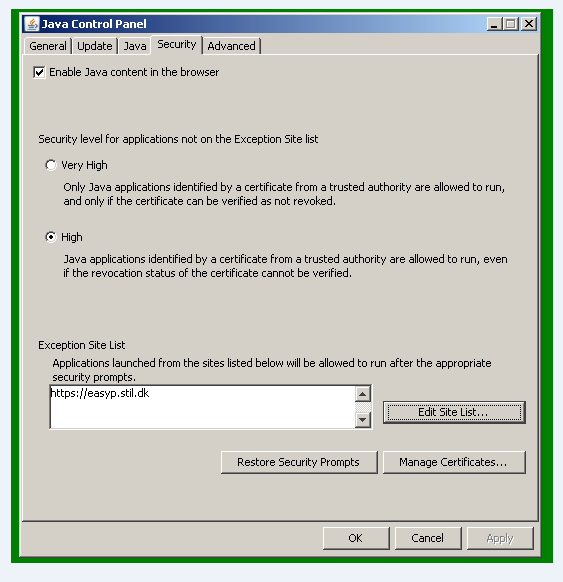 Java Control Panel
General Update Java Security Advanced
Enable Java content in the browser
Security level for applications not on the Exception Site list
Very High
Only Java applications identified by a certificate from a trusted authority are allowed to run,
and only if the certificate can be verified as not revoked.
High
Java applications identified by a certificate from a trusted authority are allowed to run, even
if the revocation status of the certificate cannot be verified.
Exception Site List
Applications launched from the sites listed below will be allowed to run after the appropriate
security prompts.
https://easyp.stil.dk
Edit Site List...
Restore Security Prompts Manage Certificates...
OK Cancel Apply